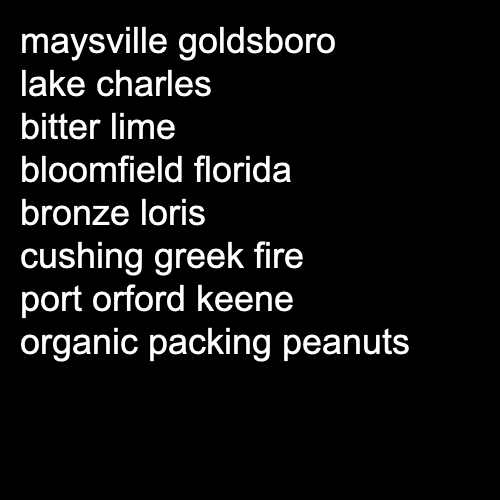 maysville goldsboro
lake charles
bitter lime
bloomfield florida
bronze loris
cushing greek fire
port orford keene
organic packing peanuts